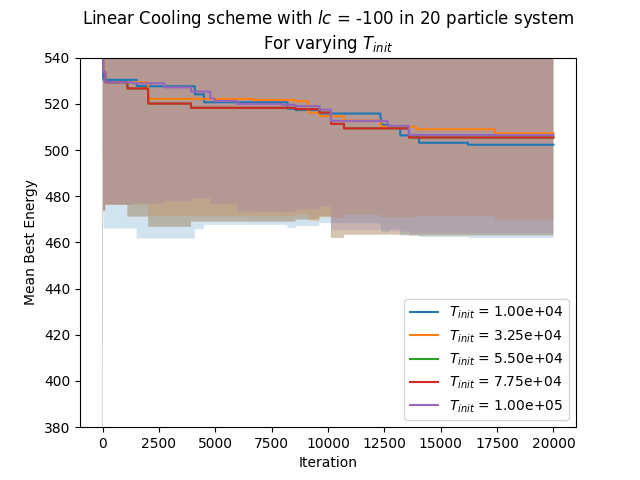 Linear Cooling scheme with lc = -100 in 20 particle system
For varying T_init
540
520
500
480
460
440
420
400
380
Mean Best Energy
T_init = 1.00e+04
T_init = 3.25e+04
T_init = 5.50e+04
T_init = 7.75e+04
T_init = 1.00e+05
0 2500 5000 7500 10000 12500 15000 17500 20000
Iteration